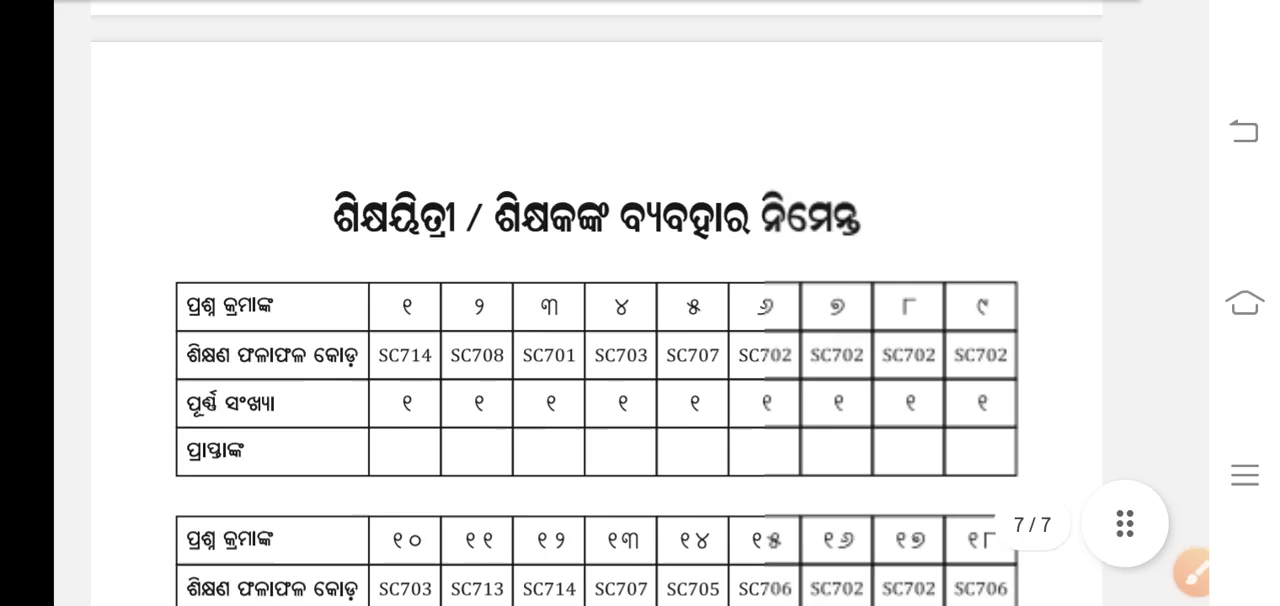 ଶିକ୍ଷୟିତ୍ରୀ / ଶିକ୍ଷକଙ୍କ ବ୍ୟବହାର ନିମେନ୍ତ
ପ୍ରଶ୍ନ କ୍ରମାଙ୍କ ୧ ୨ ୩ ୪ ୫ ୬ ୭ ୮ ୯
ଶିକ୍ଷଣ ଫଳାଫଳ କୋଡ଼ SC714 SC708 SC701 SC703 SC707 SC702 SC702 SC702 SC702
ପୂର୍ଣ୍ଣ ସଂଖ୍ୟା ୧ ୧ ୧ ୧ ୧ ୧ ୧ ୧ ୧
ପ୍ରାପ୍ତାଙ୍କ
ପ୍ରଶ୍ନ କ୍ରମାଙ୍କ ୧୦ ୧୧ ୧୨ ୧୩ ୧୪ ୧୫ ୧୬ ୧୭ ୧୮
7 / 7
ଶିକ୍ଷଣ ଫଳାଫଳ କୋଡ଼ SC703 SC713 SC714 SC707 SC705 SC706 SC702 SC702 SC706